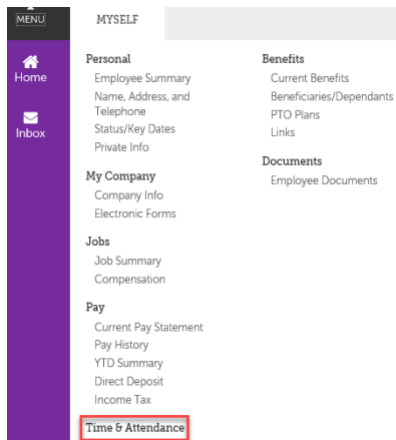 MENU
MYSELF
Home
Inbox
Personal
Employee Summary
Name, Address, and
Telephone
Status/Key Dates
Private Info
My Company
Company Info
Electronic Forms
Jobs
Job Summary
Compensation
Pay
Current Pay Statement
Pay History
YTD Summary
Direct Deposit
Income Tax
Time & Attendance
Benefits
Current Benefits
Beneficiaries/Dependants
PTO Plans
Links
Documents
Employee Documents